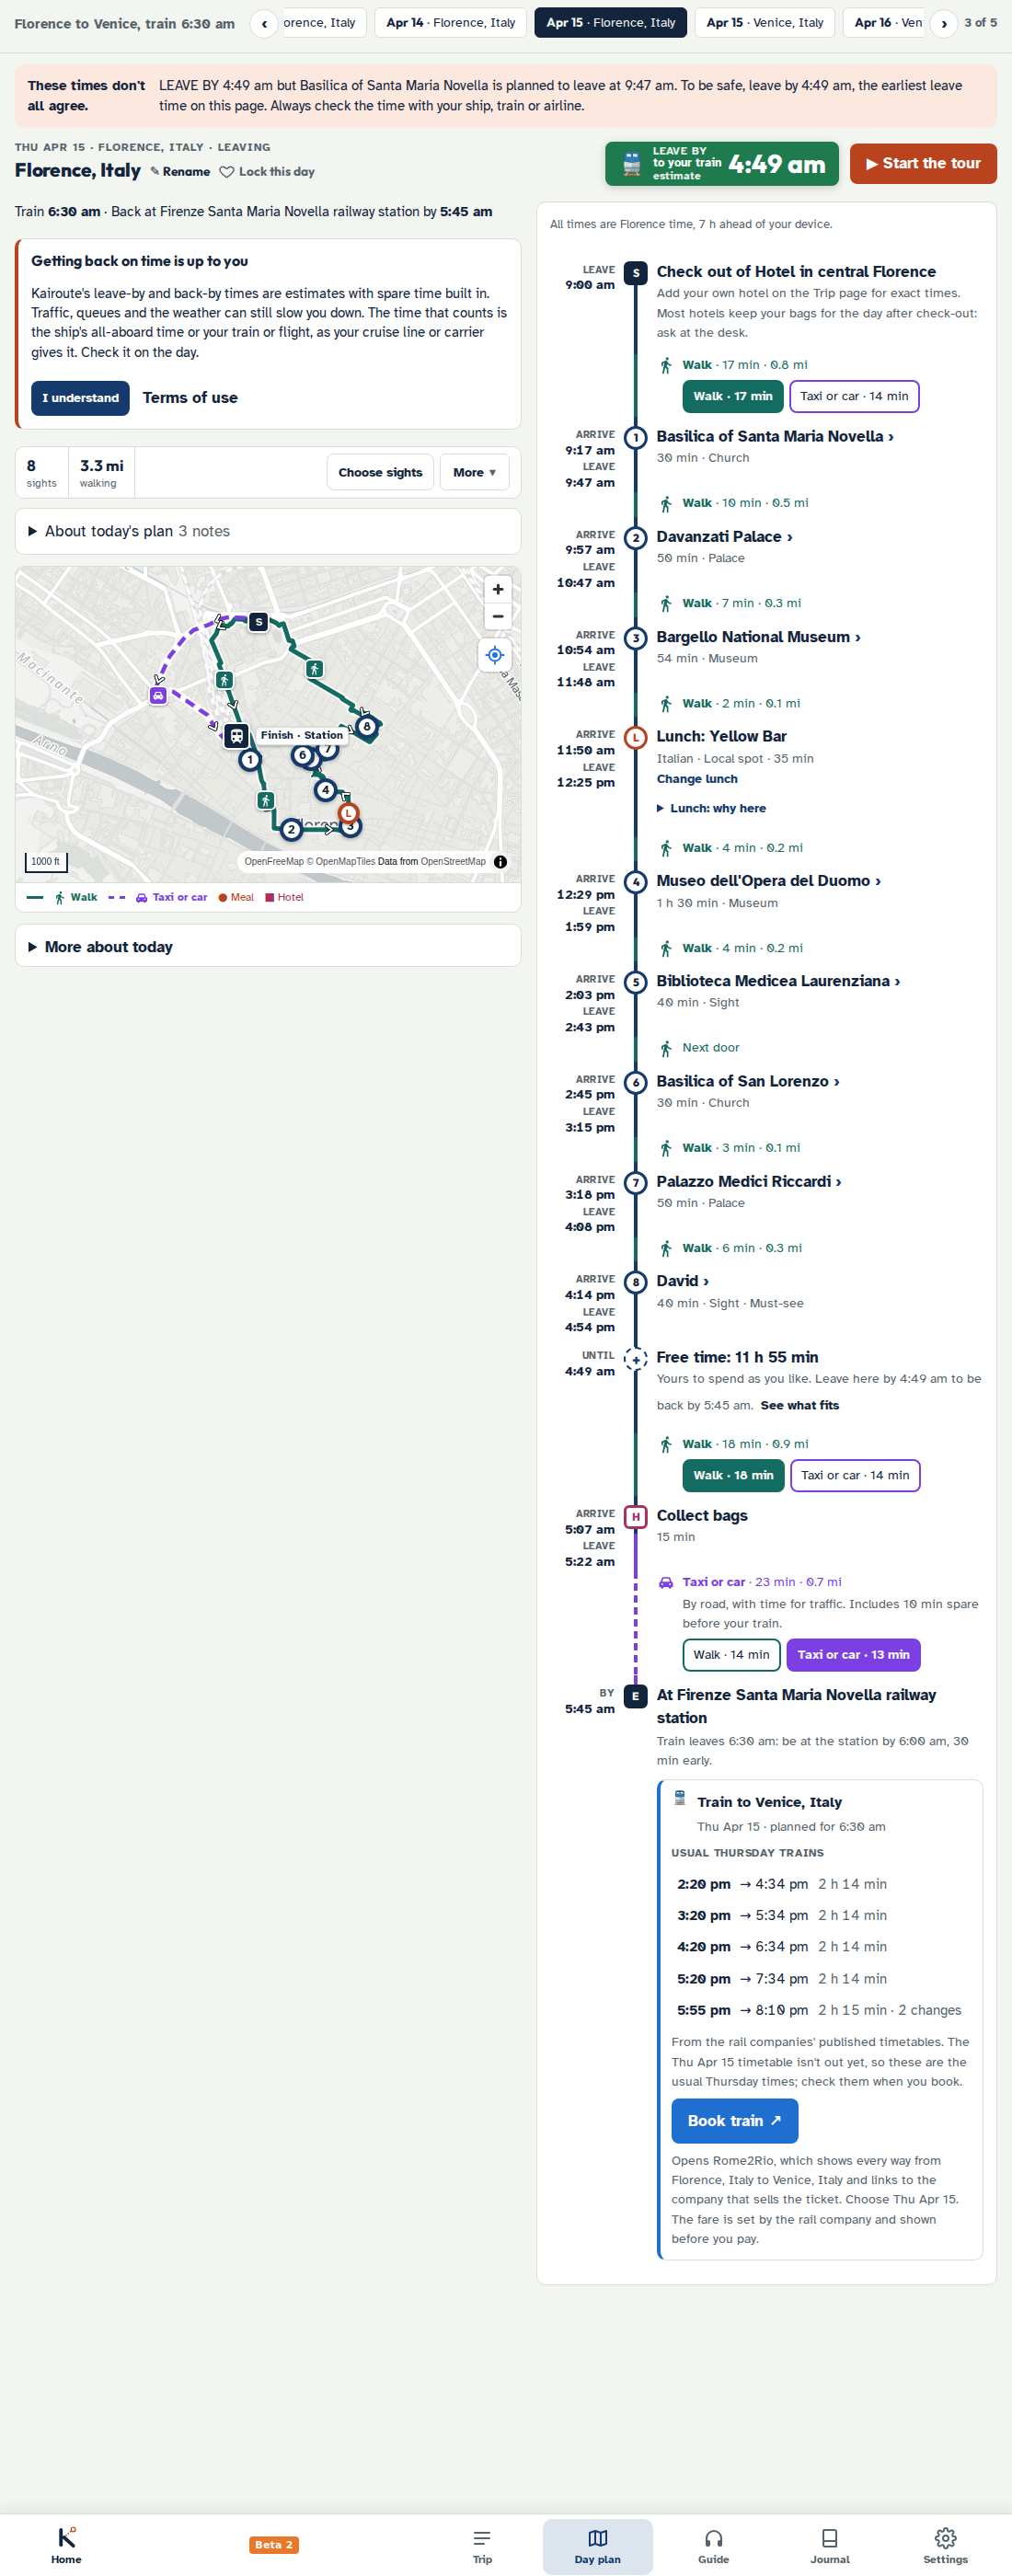 Florence to Venice, train 6:30 am
‹
orence, Italy
Apr 14 · Florence, Italy
Apr 15 · Florence, Italy
Apr 15 · Venice, Italy
Apr 16 · Ven
›
3 of 5
These times don't all agree.
LEAVE BY 4:49 am but Basilica of Santa Maria Novella is planned to leave at 9:47 am. To be safe, leave by 4:49 am, the earliest leave
time on this page. Always check the time with your ship, train or airline.
THU APR 15 · FLORENCE, ITALY · LEAVING
Florence, Italy ✎ Rename ♡ Lock this day
LEAVE BY
to your train
estimate
4:49 am
▶ Start the tour
Train 6:30 am · Back at Firenze Santa Maria Novella railway station by 5:45 am
Getting back on time is up to you
Kairoute's leave-by and back-by times are estimates with spare time built in.
Traffic, queues and the weather can still slow you down. The time that counts is
the ship's all-aboard time or your train or flight, as your cruise line or carrier
gives it. Check it on the day.
I understand
Terms of use
8
sights
3.3 mi
walking
Choose sights
More ▼
▶ About today's plan 3 notes
Macinante
Arno
S
Finish · Station
1
2
3
L
4
6
7
8
+
−
1000 ft
OpenFreeMap © OpenMapTiles Data from OpenStreetMap
Walk
Taxi or car
Meal
Hotel
▶ More about today
All times are Florence time, 7 h ahead of your device.
LEAVE
9:00 am
S
Check out of Hotel in central Florence
Add your own hotel on the Trip page for exact times.
Most hotels keep your bags for the day after check-out:
ask at the desk.
Walk · 17 min · 0.8 mi
Walk · 17 min
Taxi or car · 14 min
ARRIVE
9:17 am
LEAVE
9:47 am
1
Basilica of Santa Maria Novella ›
30 min · Church
Walk · 10 min · 0.5 mi
ARRIVE
9:57 am
LEAVE
10:47 am
2
Davanzati Palace ›
50 min · Palace
Walk · 7 min · 0.3 mi
ARRIVE
10:54 am
LEAVE
11:48 am
3
Bargello National Museum ›
54 min · Museum
Walk · 2 min · 0.1 mi
ARRIVE
11:50 am
LEAVE
12:25 pm
L
Lunch: Yellow Bar
Italian · Local spot · 35 min
Change lunch
▶ Lunch: why here
Walk · 4 min · 0.2 mi
ARRIVE
12:29 pm
LEAVE
1:59 pm
4
Museo dell'Opera del Duomo ›
1 h 30 min · Museum
Walk · 4 min · 0.2 mi
ARRIVE
2:03 pm
LEAVE
2:43 pm
5
Biblioteca Medicea Laurenziana ›
40 min · Sight
Next door
ARRIVE
2:45 pm
LEAVE
3:15 pm
6
Basilica of San Lorenzo ›
30 min · Church
Walk · 3 min · 0.1 mi
ARRIVE
3:18 pm
LEAVE
4:08 pm
7
Palazzo Medici Riccardi ›
50 min · Palace
Walk · 6 min · 0.3 mi
ARRIVE
4:14 pm
LEAVE
4:54 pm
8
David ›
40 min · Sight · Must-see
UNTIL
4:49 am
+
Free time: 11 h 55 min
Yours to spend as you like. Leave here by 4:49 am to be
back by 5:45 am. See what fits
Walk · 18 min · 0.9 mi
Walk · 18 min
Taxi or car · 14 min
ARRIVE
5:07 am
LEAVE
5:22 am
H
Collect bags
15 min
Taxi or car · 23 min · 0.7 mi
By road, with time for traffic. Includes 10 min spare
before your train.
Walk · 14 min
Taxi or car · 13 min
BY
5:45 am
E
At Firenze Santa Maria Novella railway
station
Train leaves 6:30 am: be at the station by 6:00 am, 30
min early.
Train to Venice, Italy
Thu Apr 15 · planned for 6:30 am
USUAL THURSDAY TRAINS
2:20 pm → 4:34 pm 2 h 14 min
3:20 pm → 5:34 pm 2 h 14 min
4:20 pm → 6:34 pm 2 h 14 min
5:20 pm → 7:34 pm 2 h 14 min
5:55 pm → 8:10 pm 2 h 15 min · 2 changes
From the rail companies' published timetables. The
Thu Apr 15 timetable isn't out yet, so these are the
usual Thursday times; check them when you book.
Book train ↗
Opens Rome2Rio, which shows every way from
Florence, Italy to Venice, Italy and links to the
company that sells the ticket. Choose Thu Apr 15.
The fare is set by the rail company and shown
before you pay.
Home
Beta 2
Trip
Day plan
Guide
Journal
Settings